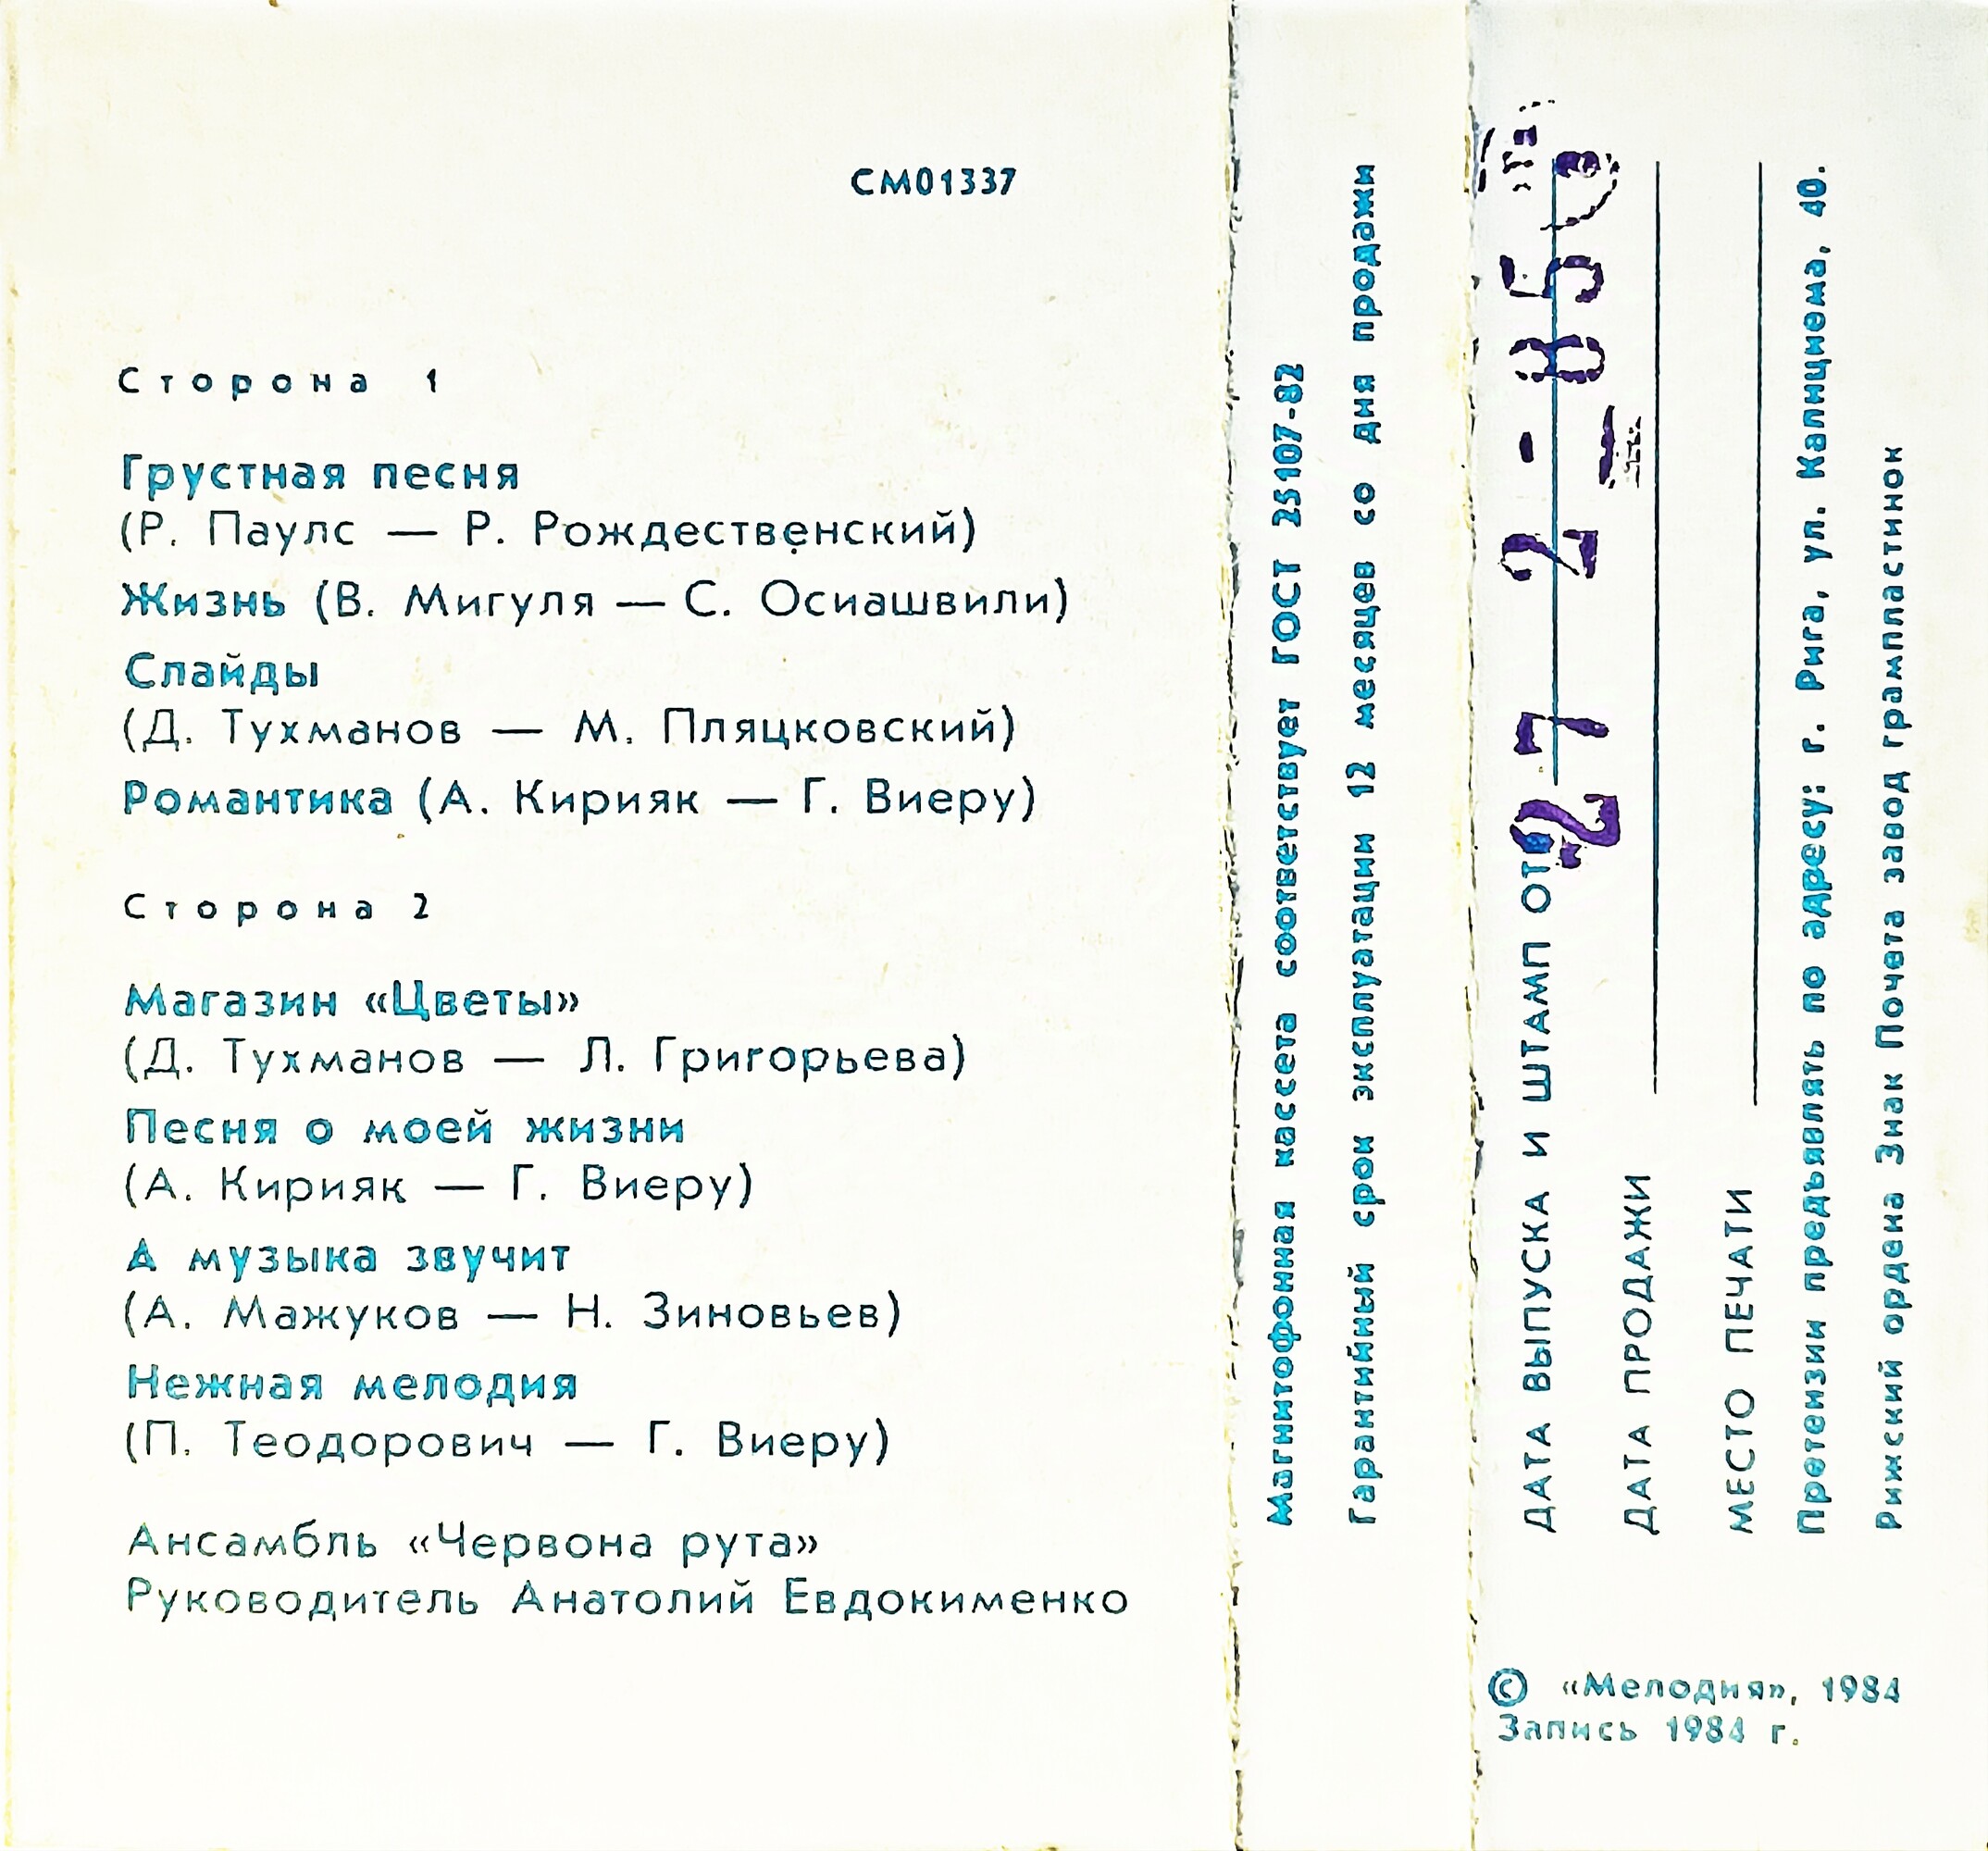 СМ01337
Сторона 1
Грустная песня
(Р. Паулс — Р. Рождественский)
Жизнь (В. Мигуля — С. Осиашвили)
Слайды
(Д. Тухманов — М. Пляцковский)
Романтика (А. Кирияк — Г. Виеру)
Сторона 2
Магазин «Цветы»
(Д. Тухманов — Л. Григорьева)
Песня о моей жизни
(А. Кирияк — Г. Виеру)
А музыка звучит
(А. Мажуков — Н. Зиновьев)
Нежная мелодия
(П. Теодорович — Г. Виеру)
Ансамбль «Червона рута»
Руководитель Анатолий Евдокименко
Магнитофонная кассета соответствует ГОСТ 25107-82
Гарантийный срок эксплуатации 12 месяцев со дня продажи
ДАТА ВЫПУСКА И ШТАМП ОТК 27 2 - 85
ДАТА ПРОДАЖИ
МЕСТО ПЕЧАТИ
Претензии предъявлять по адресу: г. Рига, ул. Калнциема, 40.
Рижский ордена Знак Почета завод грампластинок
© «Мелодия», 1984
Запись 1984 г.